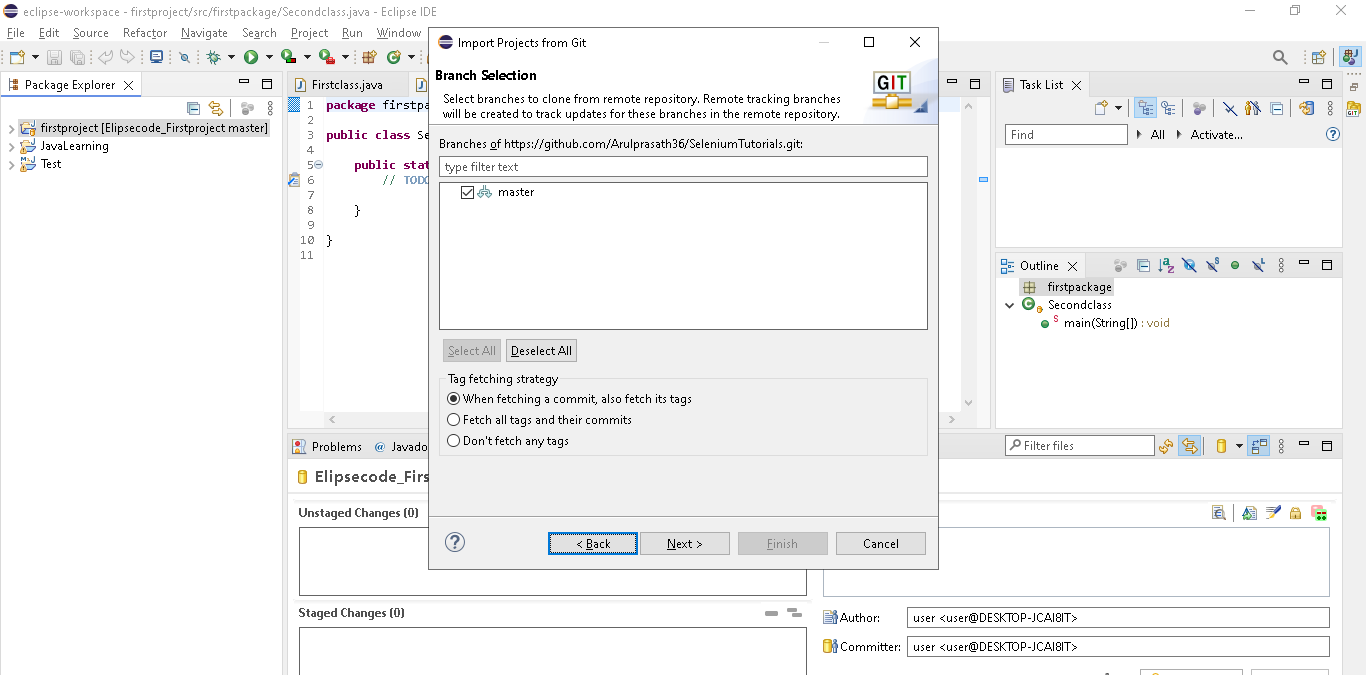 eclipse-workspace - firstproject/src/firstpackage/Secondclass.java - Eclipse IDE
File Edit Source Refactor Navigate Search Project Run Window
Package Explorer
firstproject [Elipsecode_Firstproject master]
JavaLearning
Test
Firstclass.java
1 package firstpa
2
3 public class Se
4
5 public stat
6 // TODO
7
8 }
9
10 }
11
Import Projects from Git
Branch Selection
Select branches to clone from remote repository. Remote tracking branches
will be created to track updates for these branches in the remote repository.
GIT
Branches of https://github.com/Arulprasath36/SeleniumTutorials.git:
type filter text
master
Select All Deselect All
Tag fetching strategy
When fetching a commit, also fetch its tags
Fetch all tags and their commits
Don't fetch any tags
< Back Next > Finish Cancel
Task List
Find All Activate...
Outline
firstpackage
Secondclass
main(String[]) : void
Problems @ Javado
Filter files
Elipsecode_Firs
Unstaged Changes (0)
Staged Changes (0)
Author: user <user@DESKTOP-JCAI8IT>
Committer: user <user@DESKTOP-JCAI8IT>